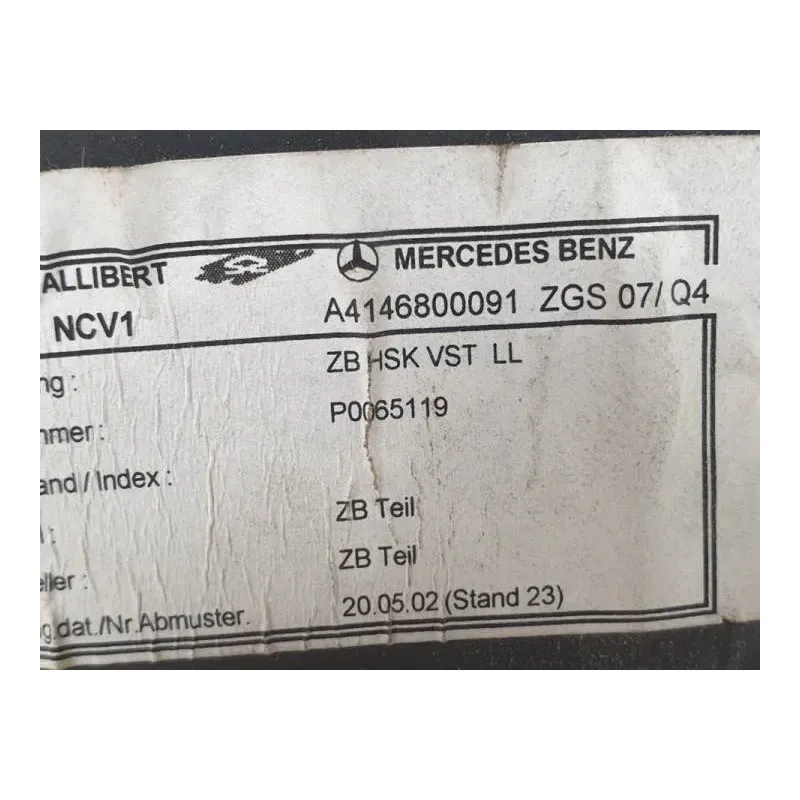 ALLIBERT MERCEDES BENZ
NCV1 A4146800091 ZGS 07/ Q4
ng: ZB HSK VST LL
mmer: P0065119
and / Index:
:
ZB Teil
eller: ZB Teil
g.dat./Nr.Abmuster. 20.05.02 (Stand 23)